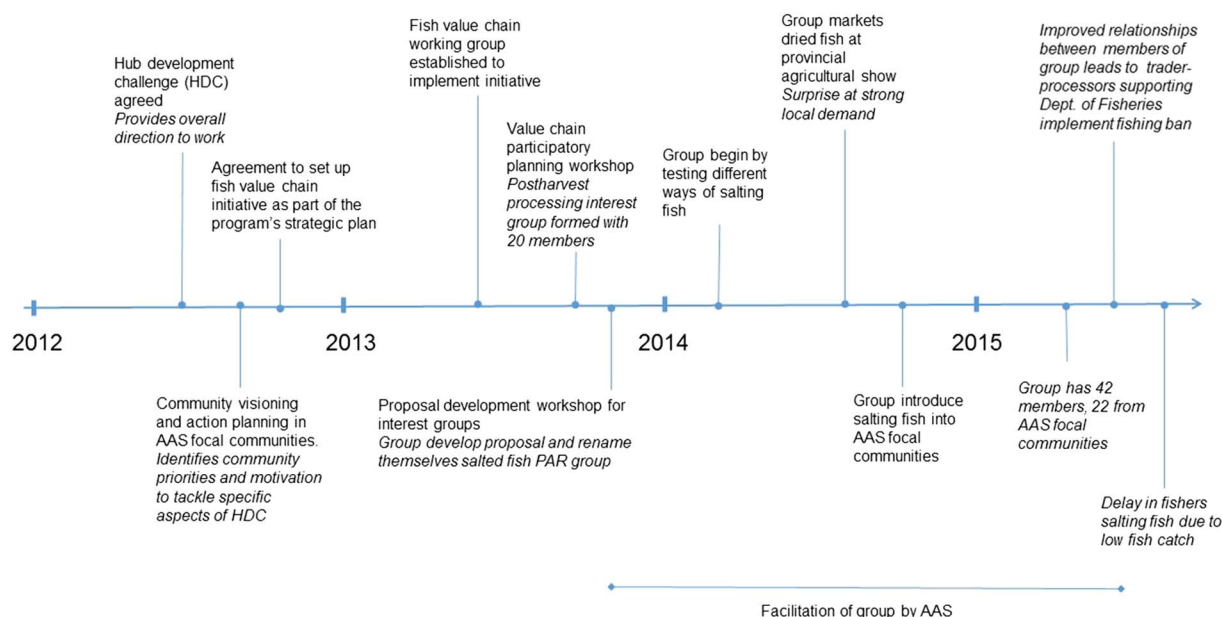 Hub development
challenge (HDC)
agreed
Provides overall
direction to work
Agreement to set up
fish value chain
initiative as part of the
program's strategic plan
Fish value chain
working group
established to
implement initiative
Value chain
participatory
planning workshop
Postharvest
processing interest
group formed with
20 members
Group begin by
testing different
ways of salting
fish
Group markets
dried fish at
provincial
agricultural show
Surprise at strong
local demand
Improved relationships
between members of
group leads to trader-
processors supporting
Dept. of Fisheries
implement fishing ban
2012
2013
2014
2015
Community visioning
and action planning in
AAS focal communities.
Identifies community
priorities and motivation
to tackle specific
aspects of HDC
Proposal development workshop for
interest groups
Group develop proposal and rename
themselves salted fish PAR group
Group introduce
salting fish into
AAS focal
communities
Group has 42
members, 22 from
AAS focal
communities
Delay in fishers
salting fish due to
low fish catch
Facilitation of group by AAS